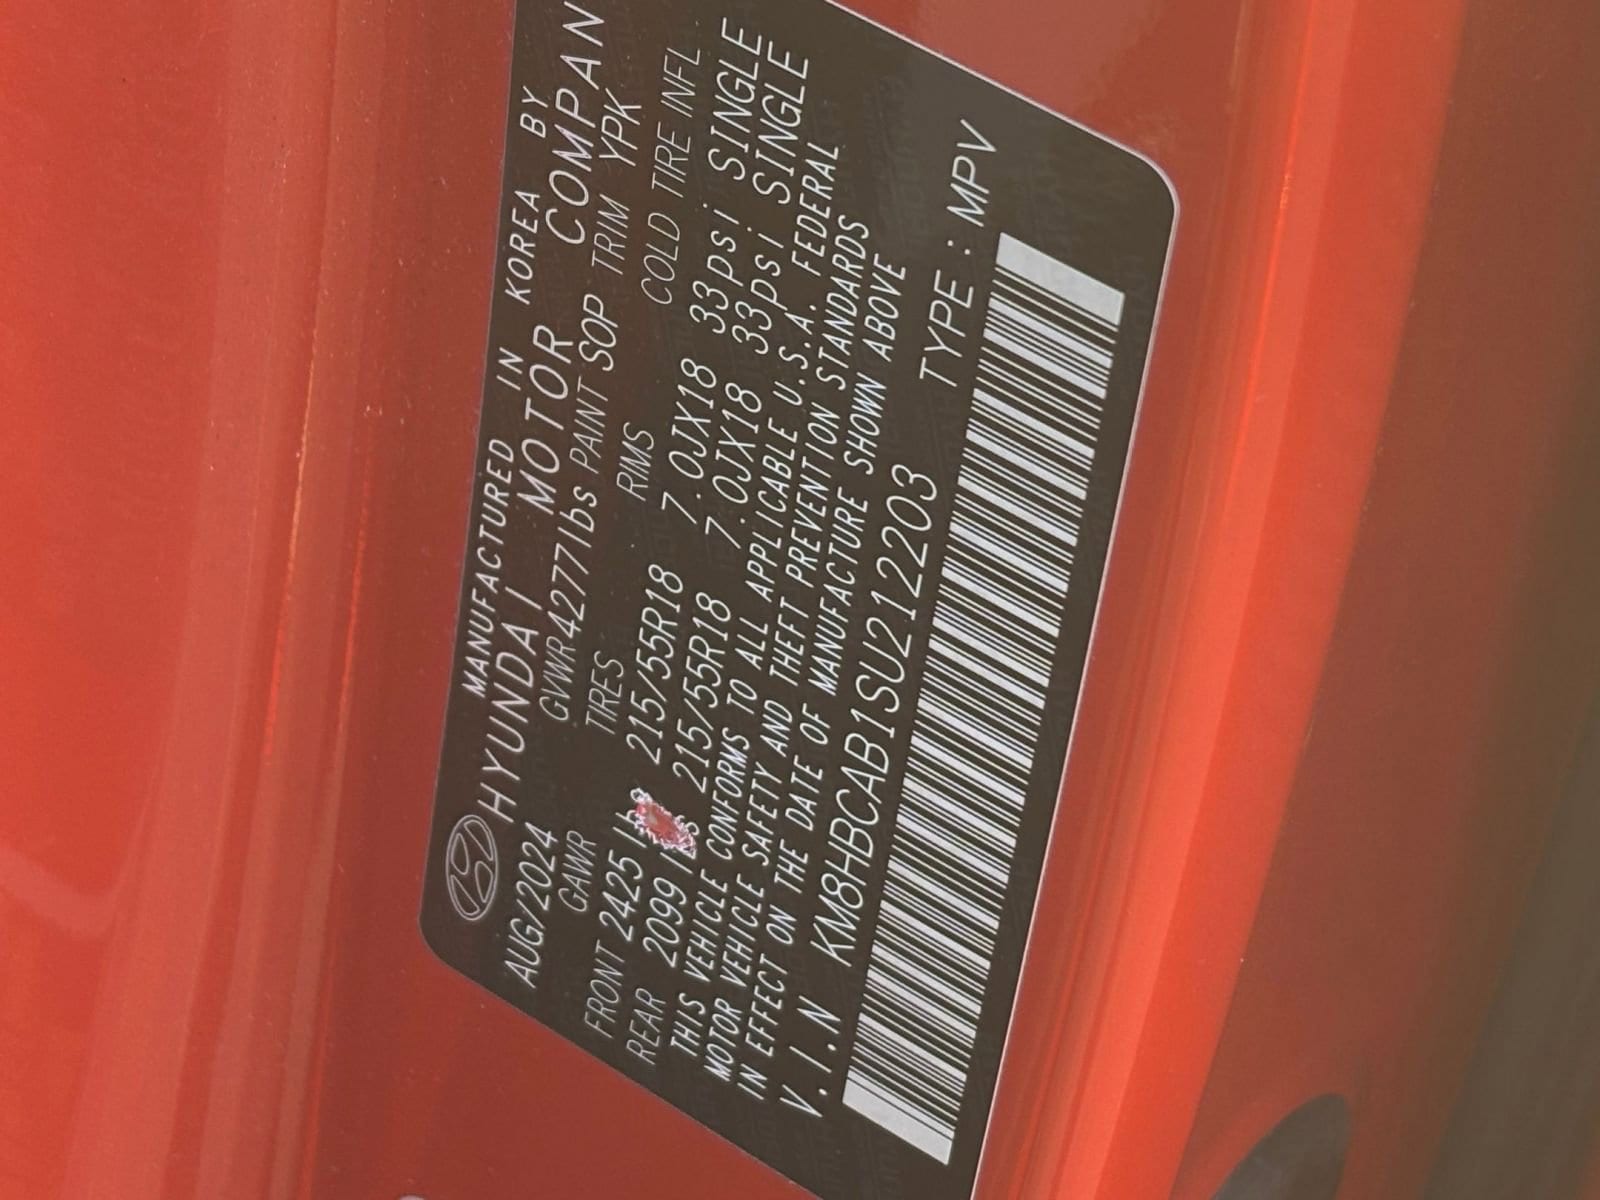 MANUFACTURED IN KOREA BY
HYUNDAI MOTOR COMPAN
AUG/2024 GVWR4277lbs PAINT SOP TRIM YPK
GAWR TIRES RIMS COLD TIRE INFL
FRONT 2425 lbs 215/55R18 7.0JX18 33psi SINGLE
REAR 2099 lbs 215/55R18 7.0JX18 33psi SINGLE
THIS VEHICLE CONFORMS TO ALL APPLICABLE U.S.A. FEDERAL
MOTOR VEHICLE SAFETY AND THEFT PREVENTION STANDARDS
IN EFFECT ON THE DATE OF MANUFACTURE SHOWN ABOVE
V.I.N KM8HBCAB1SU212203 TYPE : MPV